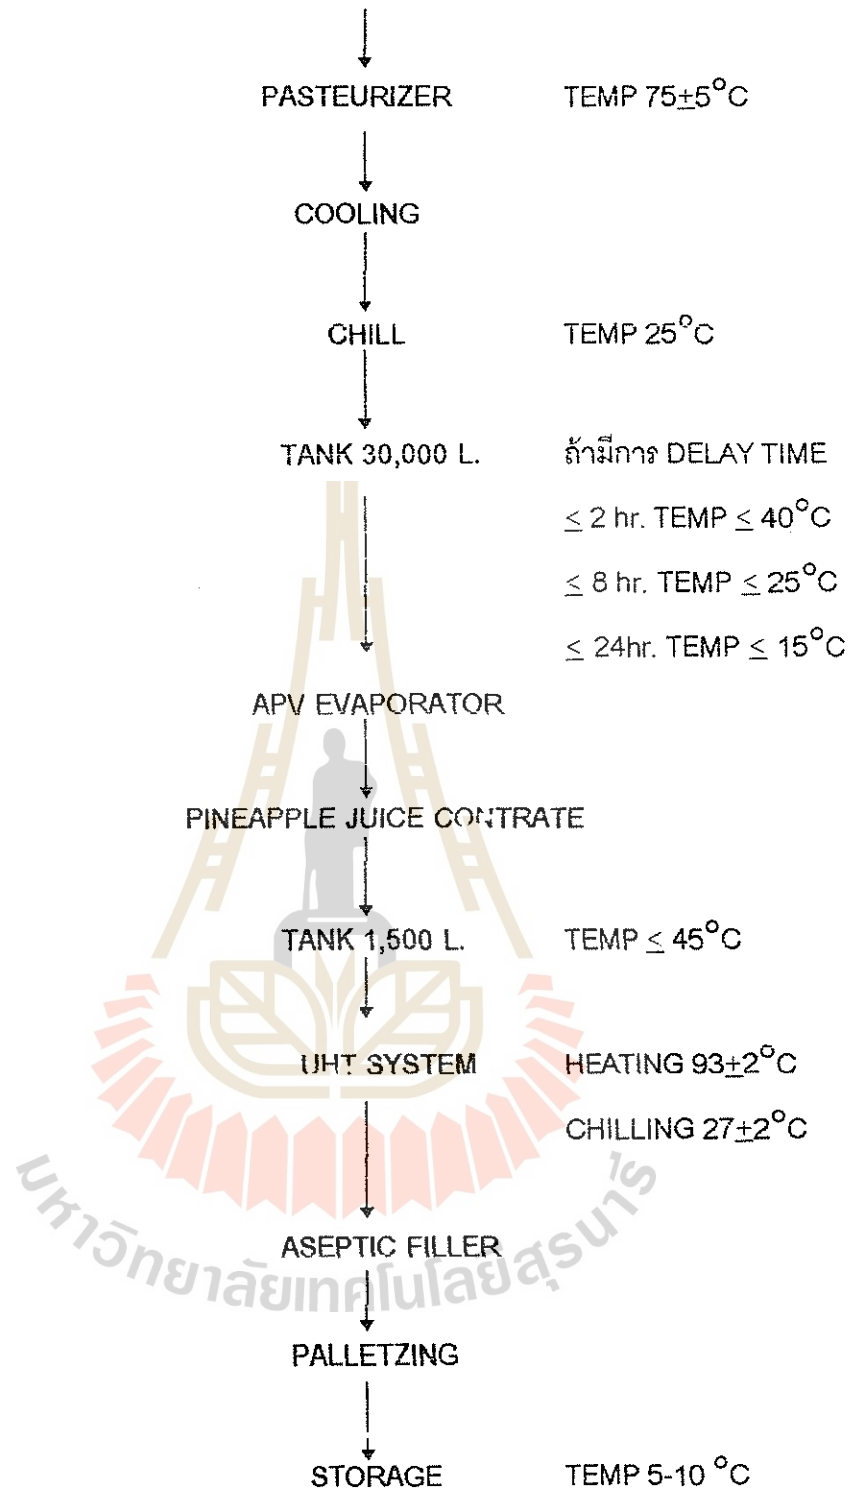 PASTEURIZER TEMP 75±5°C
COOLING
CHILL TEMP 25°C
TANK 30,000 L. ถ้ามีการ DELAY TIME
≤ 2 hr. TEMP ≤ 40°C
≤ 8 hr. TEMP ≤ 25°C
≤ 24hr. TEMP ≤ 15°C
APV EVAPORATOR
PINEAPPLE JUICE CONTRATE
TANK 1,500 L. TEMP ≤ 45°C
UHT SYSTEM HEATING 93±2°C
CHILLING 27±2°C
ASEPTIC FILLER
มหาวิทยาลัยเทคโนโลยีสุรนารี
PALLETZING
STORAGE TEMP 5-10 °C